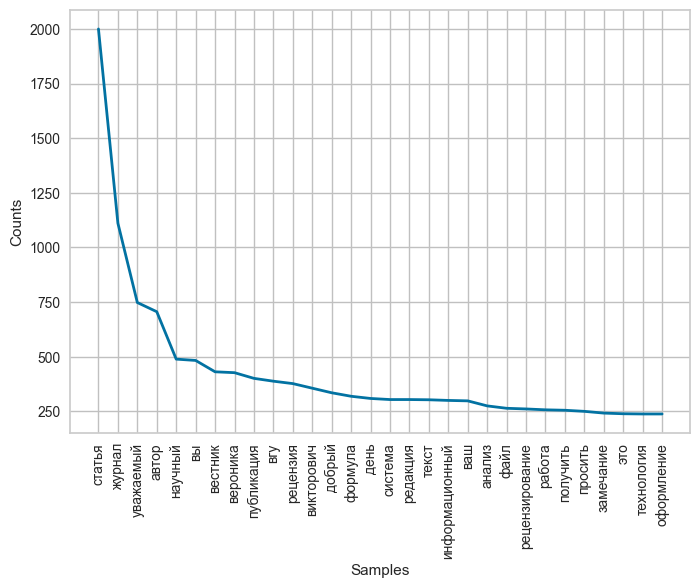 2000
1750
1500
1250
1000
750
500
250
Counts
статья
журнал
уважаемый
автор
научный
вы
вестник
вероника
публикация
вгу
рецензия
викторович
добрый
формула
день
система
редакция
текст
информационный
ваш
анализ
файл
рецензирование
работа
получить
просить
замечание
это
технология
оформление
Samples